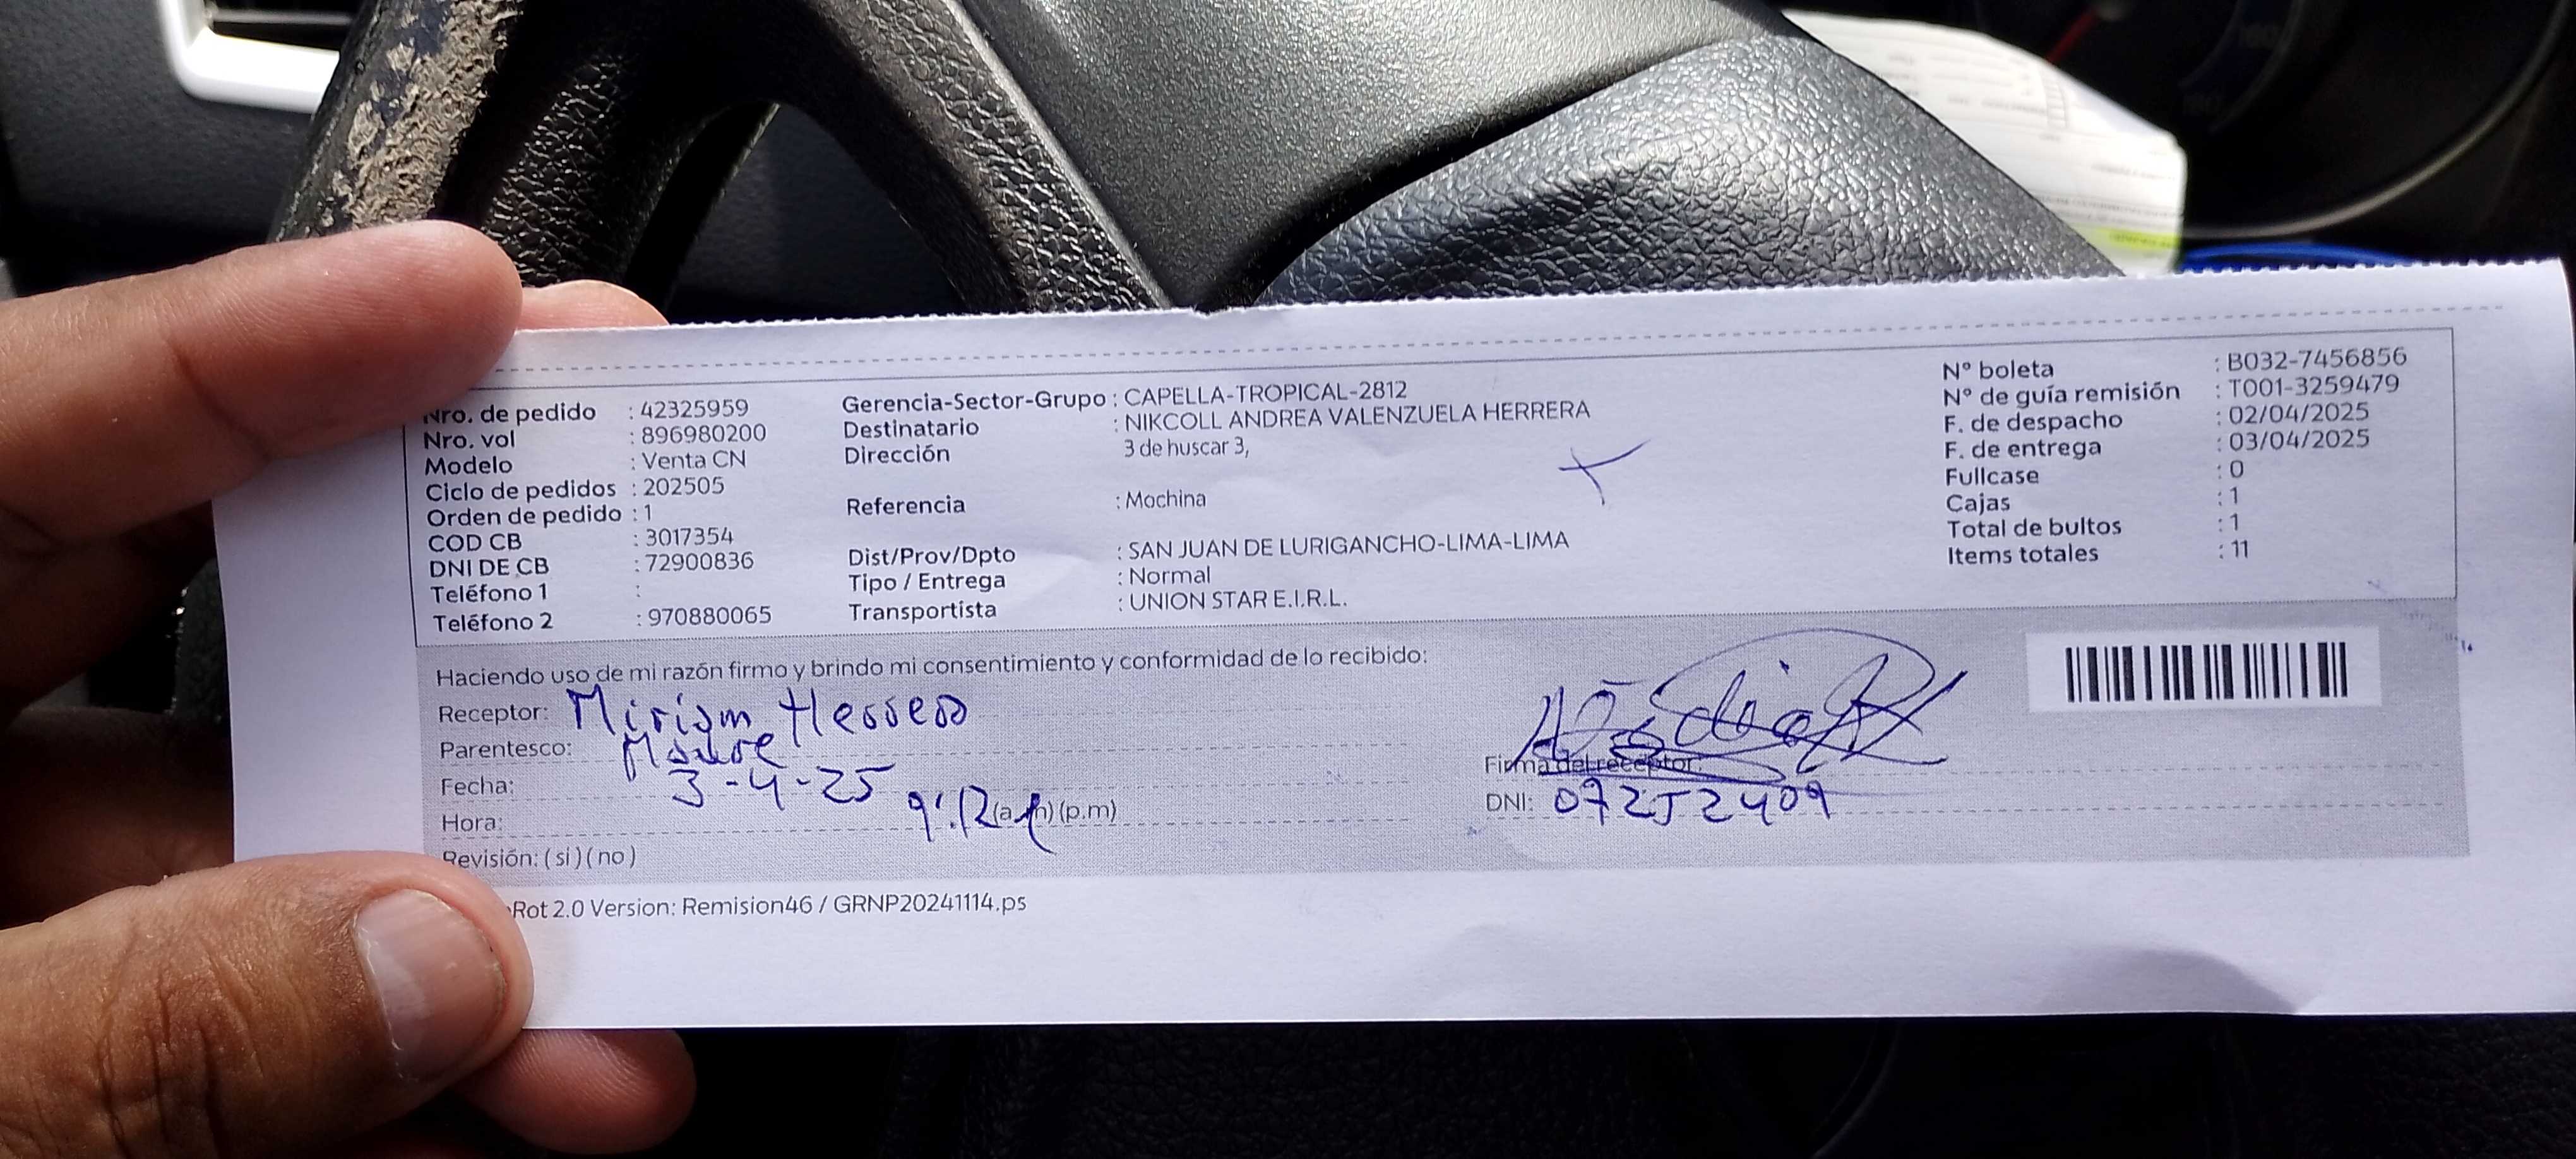 Nro. de pedido : 42325959
Nro. vol : 896980200
Modelo : Venta CN
Ciclo de pedidos : 202505
Orden de pedido : 1
COD CB : 3017354
DNI DE CB : 72900836
Teléfono 1 :
Teléfono 2 : 970880065
Gerencia-Sector-Grupo : CAPELLA-TROPICAL-2812
Destinatario : NIKCOLL ANDREA VALENZUELA HERRERA
Dirección 3 de huscar 3,
Referencia : Mochina
Dist/Prov/Dpto : SAN JUAN DE LURIGANCHO-LIMA-LIMA
Tipo / Entrega : Normal
Transportista : UNION STAR E.I.R.L.
N° boleta : B032-7456856
N° de guía remisión : T001-3259479
F. de despacho : 02/04/2025
F. de entrega : 03/04/2025
Fullcase : 0
Cajas : 1
Total de bultos : 1
Items totales : 11
Haciendo uso de mi razón firmo y brindo mi consentimiento y conformidad de lo recibido:
Receptor: Miriam Herrera
Parentesco: Madre
Fecha: 3-4-25
Hora: 9:12 (a.m) (p.m)
Revisión: ( si ) ( no )
Firma del receptor:
DNI: 07252409
Rot 2.0 Version: Remision46 / GRNP20241114.ps